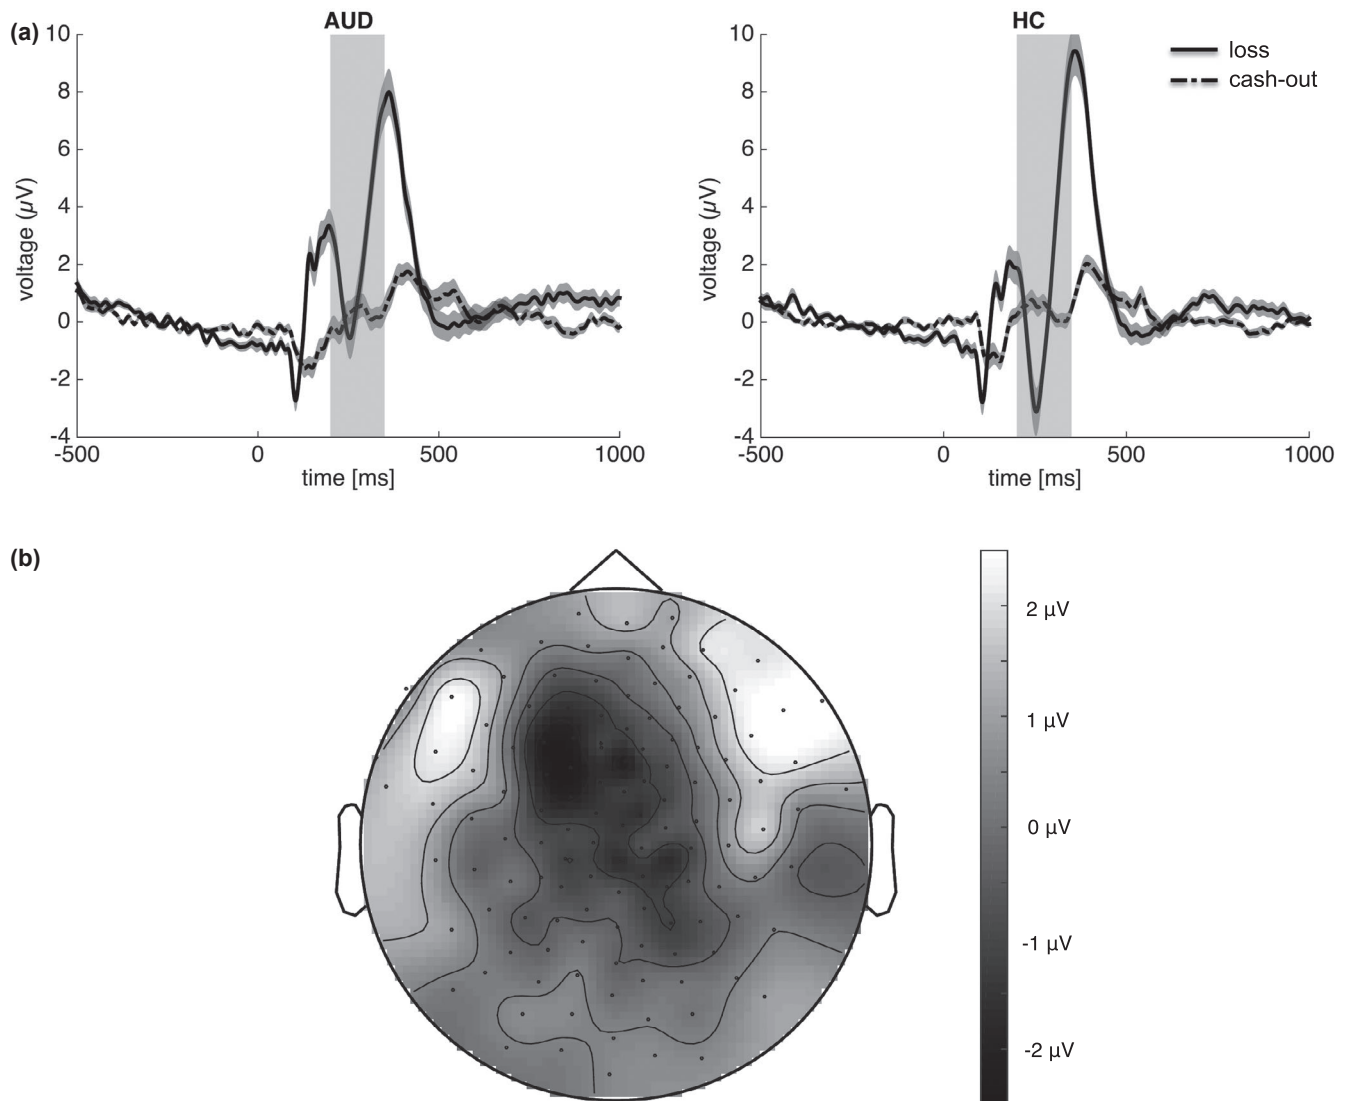 (a)
AUD
HC
10
8
6
4
2
0
-2
-4
voltage (μV)
-500
0
500
1000
time [ms]
10
8
6
4
2
0
-2
-4
voltage (μV)
-500
0
500
1000
time [ms]
loss
cash-out
(b)
2 μV
1 μV
0 μV
-1 μV
-2 μV